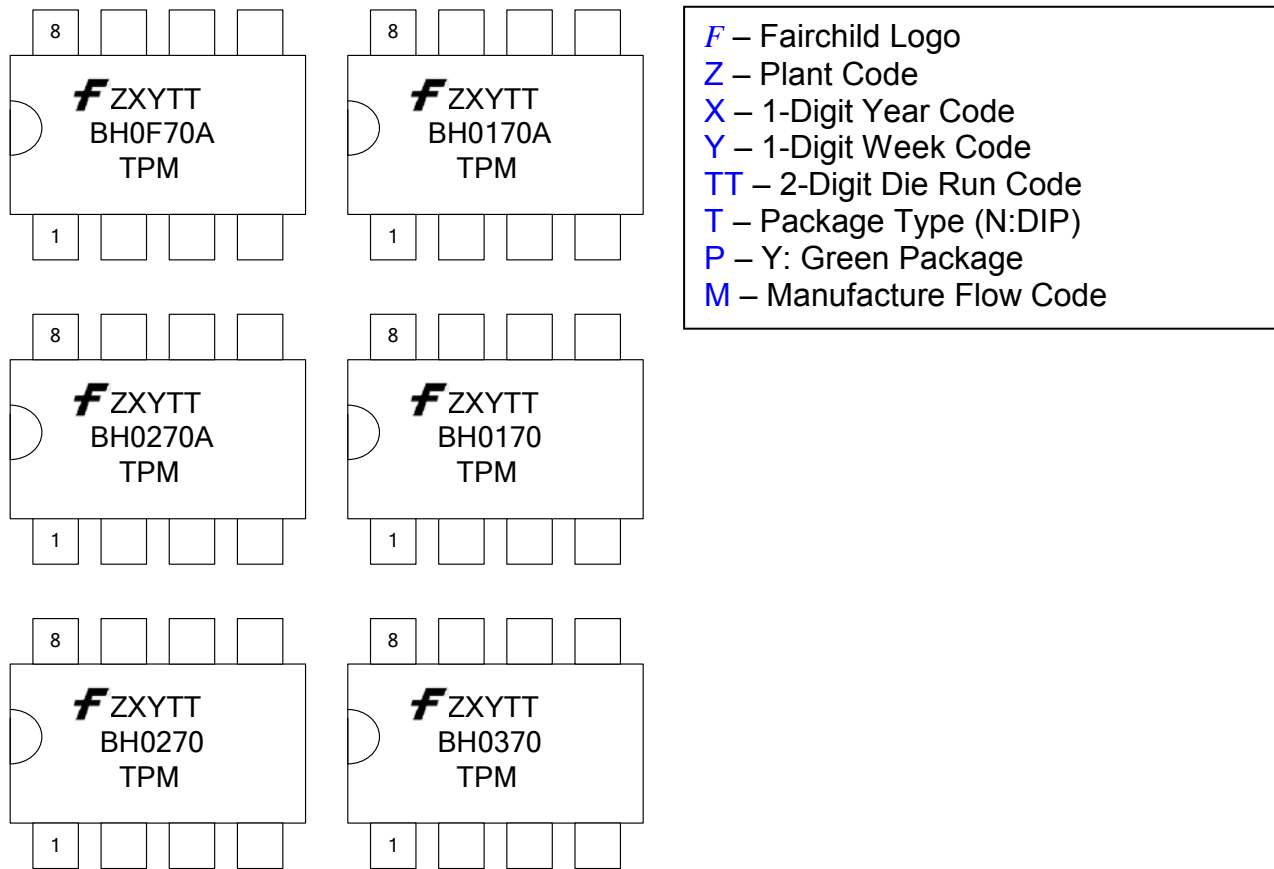 8 8
ZXYTT ZXYTT
BH0F70A BH0170A
TPM TPM
1 1
8 8
ZXYTT ZXYTT
BH0270A BH0170
TPM TPM
1 1
8 8
ZXYTT ZXYTT
BH0270 BH0370
TPM TPM
1 1
F – Fairchild Logo
Z – Plant Code
X – 1-Digit Year Code
Y – 1-Digit Week Code
TT – 2-Digit Die Run Code
T – Package Type (N:DIP)
P – Y: Green Package
M – Manufacture Flow Code